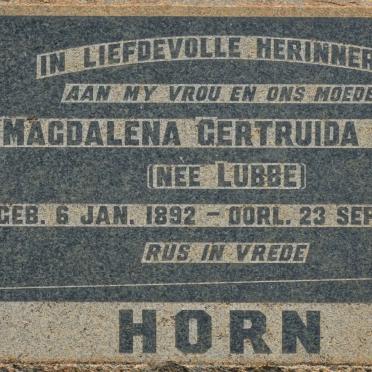 IN LIEFDEVOLLE HERINNER
AAN MY VROU EN ONS MOEDE
MAGDALENA GERTRUIDA
(NEE LUBBE)
GEB. 6 JAN. 1892 - OORL. 23 SEP
RUS IN VREDE
HORN